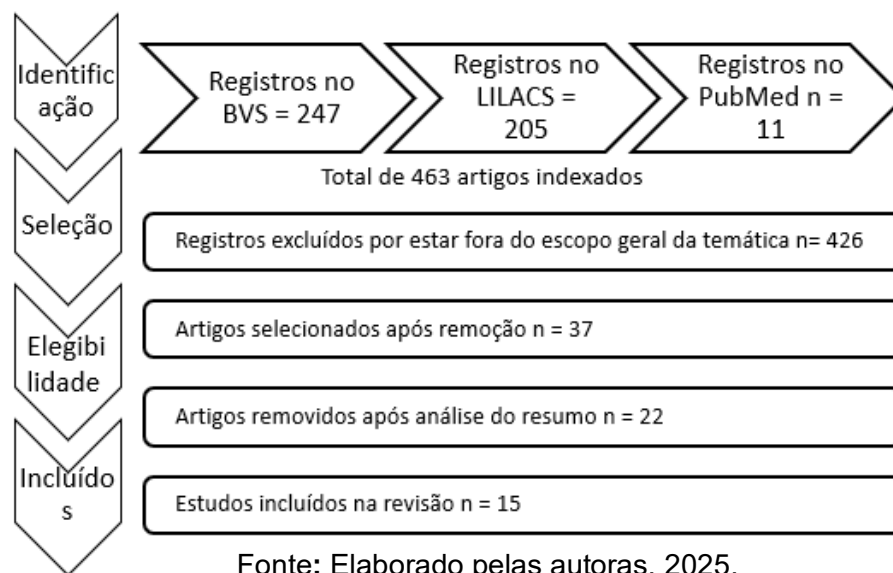 Identific
ação
Registros no
BVS = 247
Registros no
LILACS =
205
Registros no
PubMed n =
11
Total de 463 artigos indexados
Seleção
Registros excluídos por estar fora do escopo geral da temática n= 426
Artigos selecionados após remoção n = 37
Elegibi
lidade
Artigos removidos após análise do resumo n = 22
Incluído
s
Estudos incluídos na revisão n = 15
Fonte: Elaborado pelas autoras, 2025.